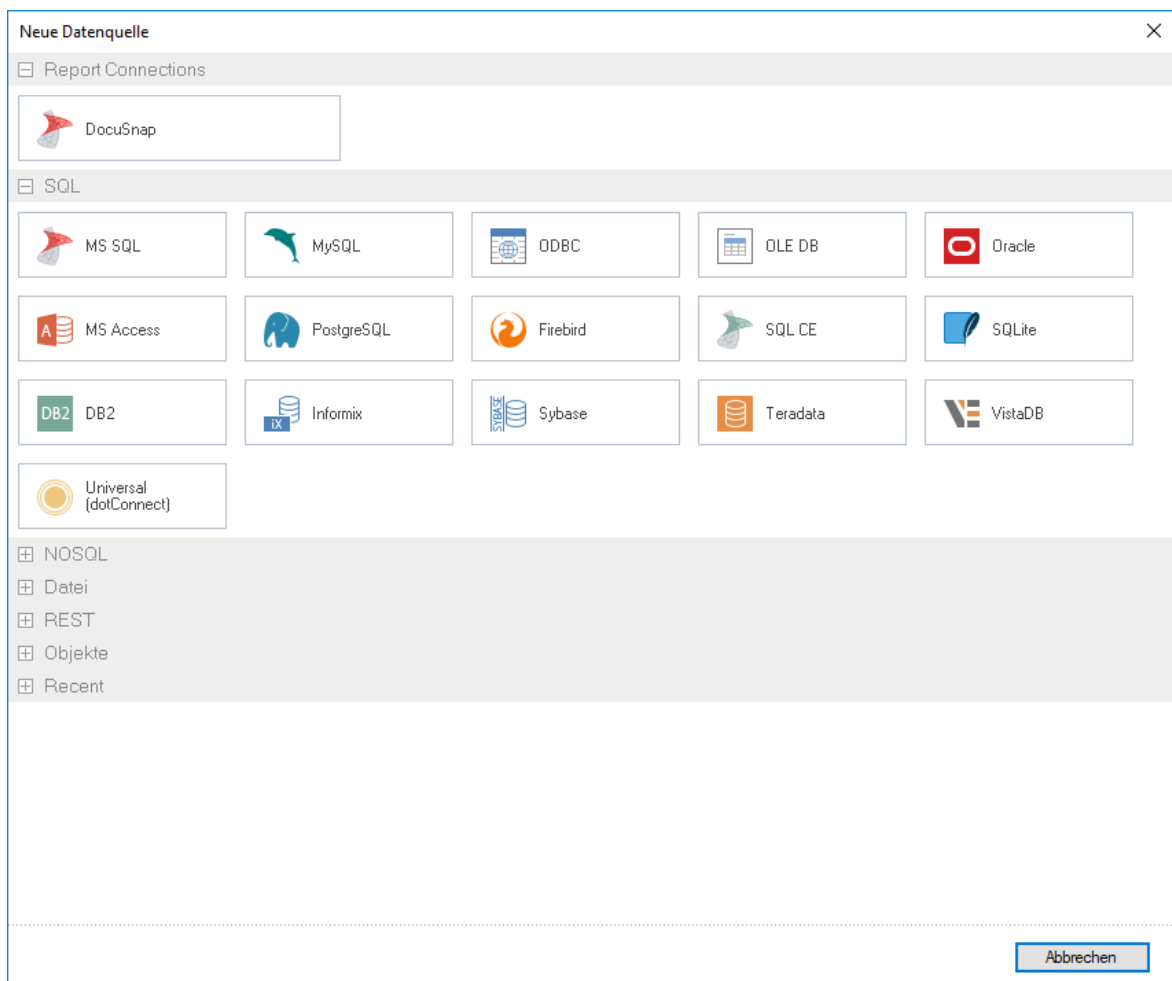 Neue Datenquelle
Report Connections
DocuSnap
SQL
MS SQL
MySQL
ODBC
OLE DB
Oracle
A
MS Access
PostgreSQL
Firebird
SQL CE
SQLite
DB2
DB2
iX
Informix
SYBASE
Sybase
Teradata
VistaDB
Universal
(dotConnect)
NOSQL
Datei
REST
Objekte
Recent
Abbrechen